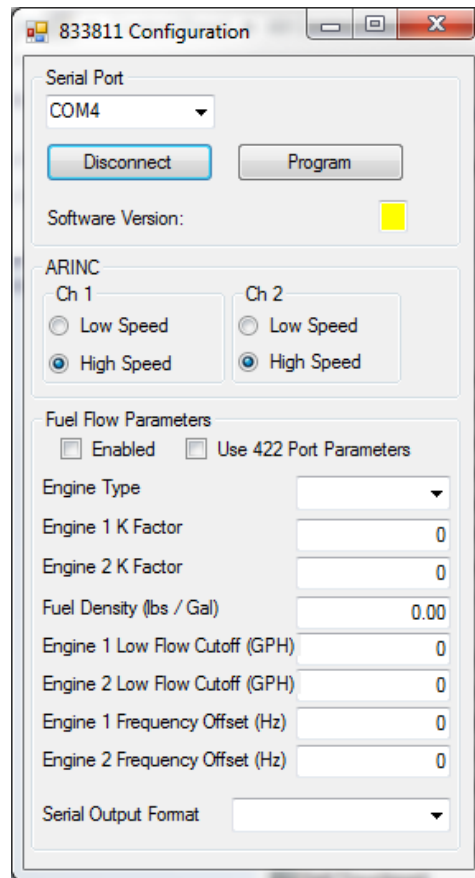 833811 Configuration
Serial Port
COM4
Disconnect Program
Software Version:
ARINC
Ch 1 Ch 2
Low Speed Low Speed
High Speed High Speed
Fuel Flow Parameters
Enabled Use 422 Port Parameters
Engine Type
Engine 1 K Factor 0
Engine 2 K Factor 0
Fuel Density (lbs / Gal) 0.00
Engine 1 Low Flow Cutoff (GPH) 0
Engine 2 Low Flow Cutoff (GPH) 0
Engine 1 Frequency Offset (Hz) 0
Engine 2 Frequency Offset (Hz) 0
Serial Output Format